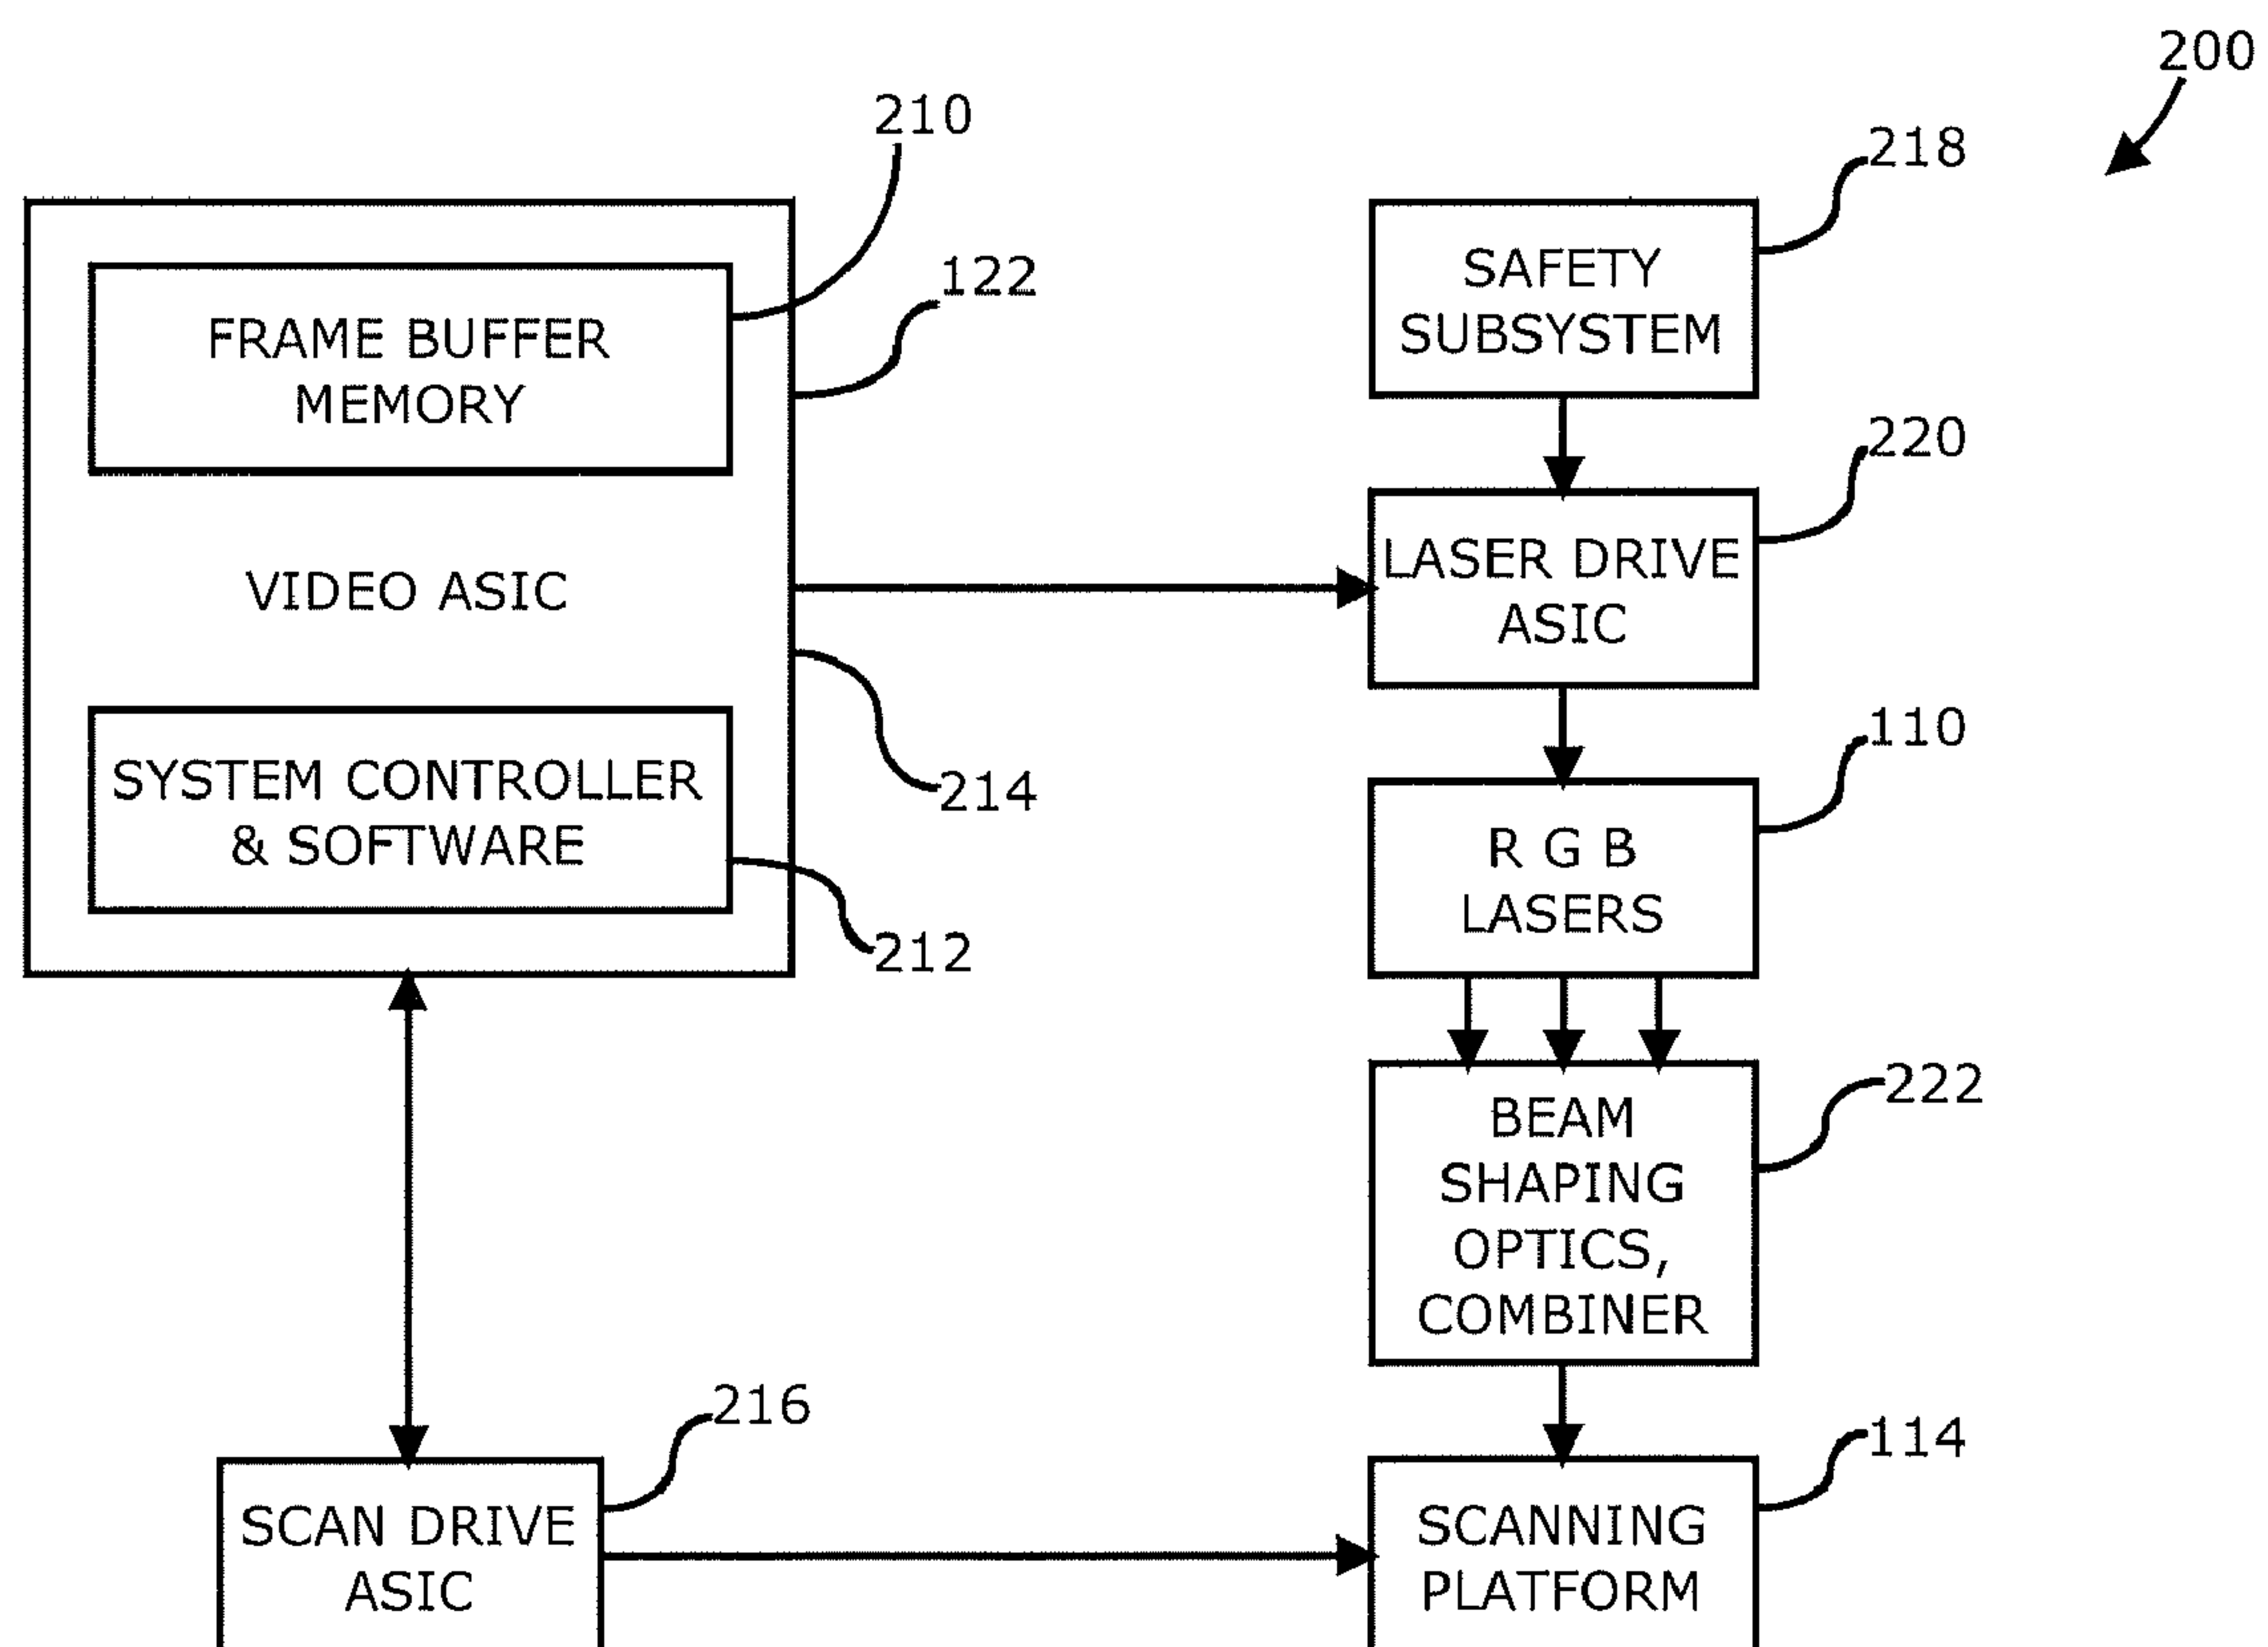 200
210
218
122
FRAME BUFFER
MEMORY
SAFETY
SUBSYSTEM
220
VIDEO ASIC
LASER DRIVE
ASIC
214
110
SYSTEM CONTROLLER
& SOFTWARE
212
R G B
LASERS
222
BEAM
SHAPING
OPTICS,
COMBINER
216
114
SCAN DRIVE
ASIC
SCANNING
PLATFORM